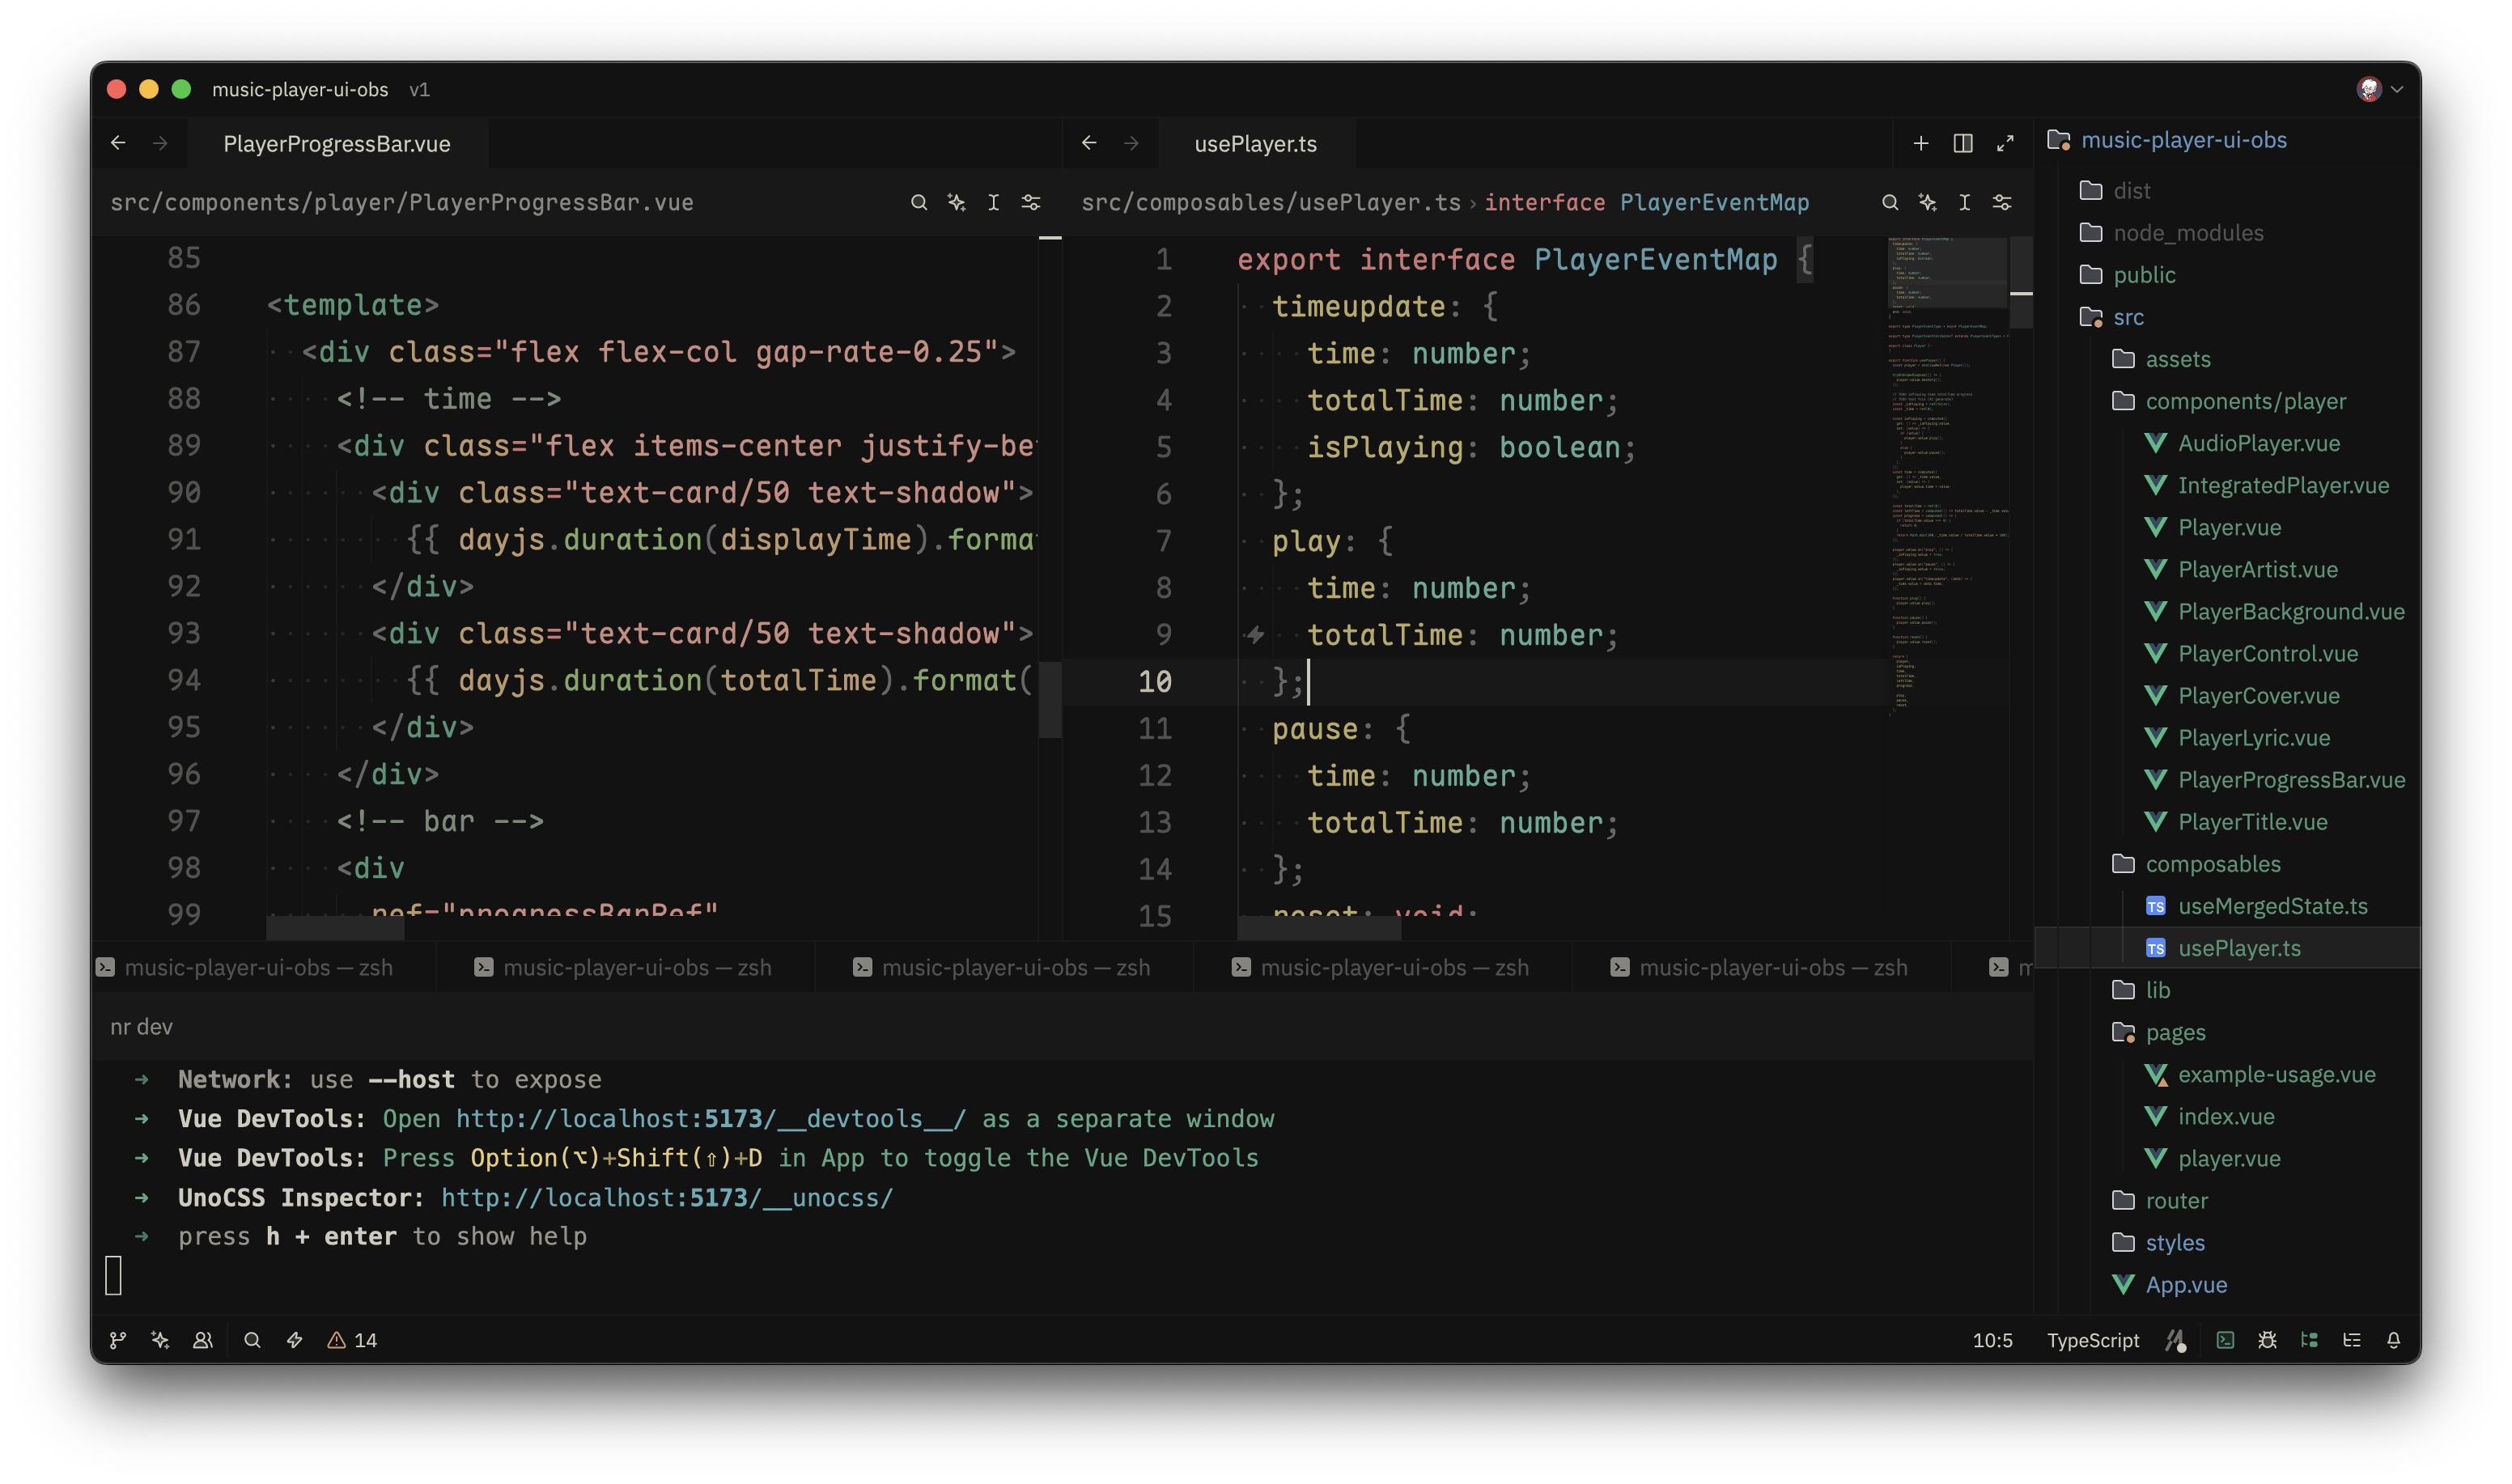 music-player-ui-obs v1
PlayerProgressBar.vue
src/components/player/PlayerProgressBar.vue
85
86 <template>
87 <div class="flex flex-col gap-rate-0.25">
88 <!-- time -->
89 <div class="flex items-center justify-be
90 <div class="text-card/50 text-shadow">
91 {{ dayjs.duration(displayTime).forma
92 </div>
93 <div class="text-card/50 text-shadow">
94 {{ dayjs.duration(totalTime).format(
95 </div>
96 </div>
97 <!-- bar -->
98 <div
99 ref="progressBarRef"
usePlayer.ts
src/composables/usePlayer.ts › interface PlayerEventMap
1 export interface PlayerEventMap {
2 timeupdate: {
3 time: number;
4 totalTime: number;
5 isPlaying: boolean;
6 };
7 play: {
8 time: number;
9 totalTime: number;
10 };
11 pause: {
12 time: number;
13 totalTime: number;
14 };
15 reset: void;
music-player-ui-obs — zsh
music-player-ui-obs — zsh
music-player-ui-obs — zsh
music-player-ui-obs — zsh
music-player-ui-obs — zsh
m
nr dev
➜ Network: use --host to expose
➜ Vue DevTools: Open http://localhost:5173/__devtools__/ as a separate window
➜ Vue DevTools: Press Option(⌥)+Shift(⇧)+D in App to toggle the Vue DevTools
➜ UnoCSS Inspector: http://localhost:5173/__unocss/
➜ press h + enter to show help
music-player-ui-obs
dist
node_modules
public
src
assets
components/player
AudioPlayer.vue
IntegratedPlayer.vue
Player.vue
PlayerArtist.vue
PlayerBackground.vue
PlayerControl.vue
PlayerCover.vue
PlayerLyric.vue
PlayerProgressBar.vue
PlayerTitle.vue
composables
TS useMergedState.ts
TS usePlayer.ts
lib
pages
example-usage.vue
index.vue
player.vue
router
styles
App.vue
14
10:5 TypeScript